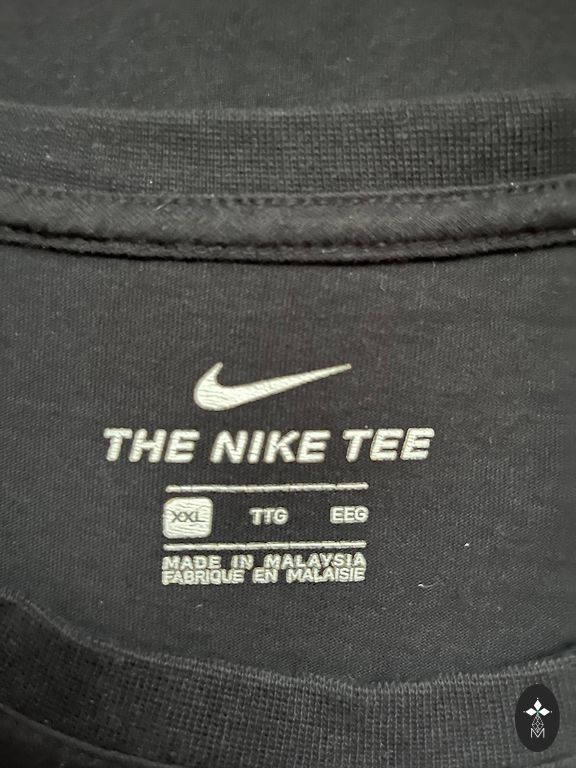 THE NIKE TEE
XXL TTG EEG
MADE IN MALAYSIA
FABRIQUE EN MALAISIE
M